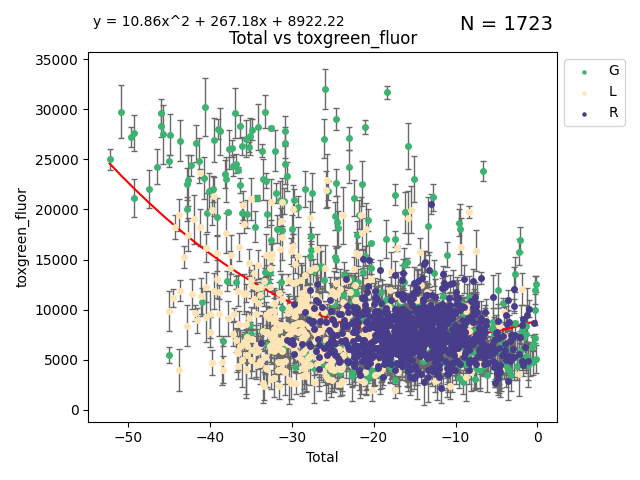 y = 10.86x^2 + 267.18x + 8922.22
N = 1723
Total vs toxgreen_fluor
35000
30000
25000
20000
15000
10000
5000
0
toxgreen_fluor
−50
−40
−30
−20
−10
0
Total
G
L
R